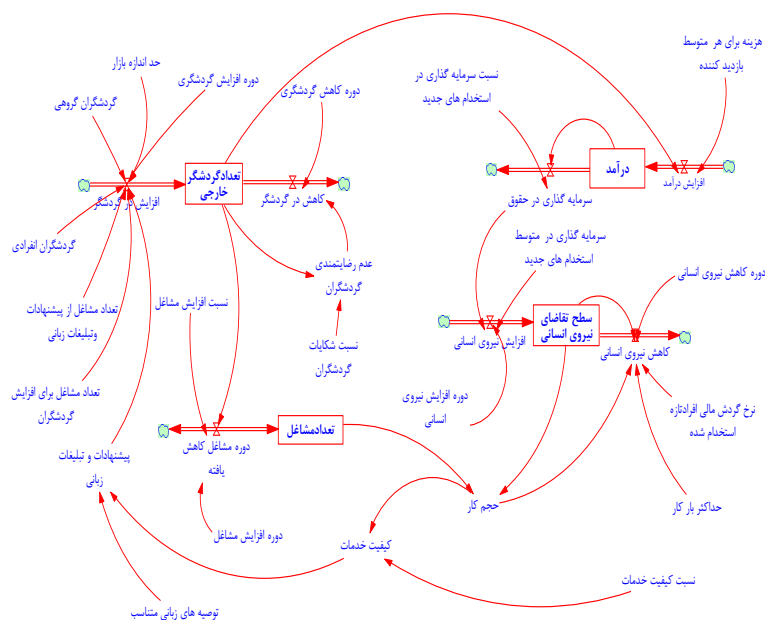 هزینه برای هر متوسط
بازدید کننده
حد اندازه بازار
نسبت سرمایه گذاری در
استخدام های جدید
دوره افزایش گردشگری
دوره کاهش گردشگری
گردشگران گروهی
تعدادگردشگر
خارجی
درآمد
افزایش درآمد
افزایش در گردشگر
کاهش در گردشگر
سرمایه گذاری در حقوق
گردشگران انفرادی
عدم رضایتمندی
گردشگران
سرمایه گذاری در متوسط
استخدام های جدید
دوره کاهش نیروی انسانی
نسبت افزایش مشاغل
تعداد مشاغل از پیشنهادات
وتبلیغات زبانی
سطح تقاضای
نیروی انسانی
افزایش نیروی انسانی
کاهش نیروی انسانی
نسبت شکایات
گردشگران
تعداد مشاغل برای افزایش
گردشگران
دوره افزایش نیروی
انسانی
نرخ گردش مالی افرادتازه
استخدام شده
تعدادمشاغل
دوره مشاغل کاهش
یافته
پیشنهادات و تبلیغات
زبانی
حجم کار
حداکثر بار کار
دوره افزایش مشاغل
کیفیت خدمات
نسبت کیفیت خدمات
توصیه های زبانی متناسب